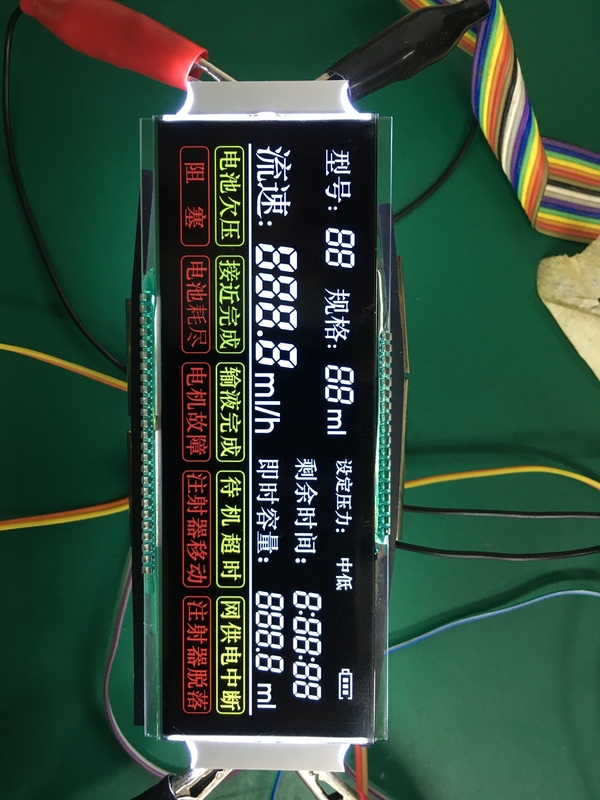 型号: 88 规格: 88 ml 设定压力: 中低
流速: 888.8 ml/h
剩余时间: 8:88:88
即时容量: 888.8 ml
电池欠压 接近完成 输液完成 待机超时 网供电中断
阻塞 电池耗尽 电机故障 注射器移动 注射器脱落